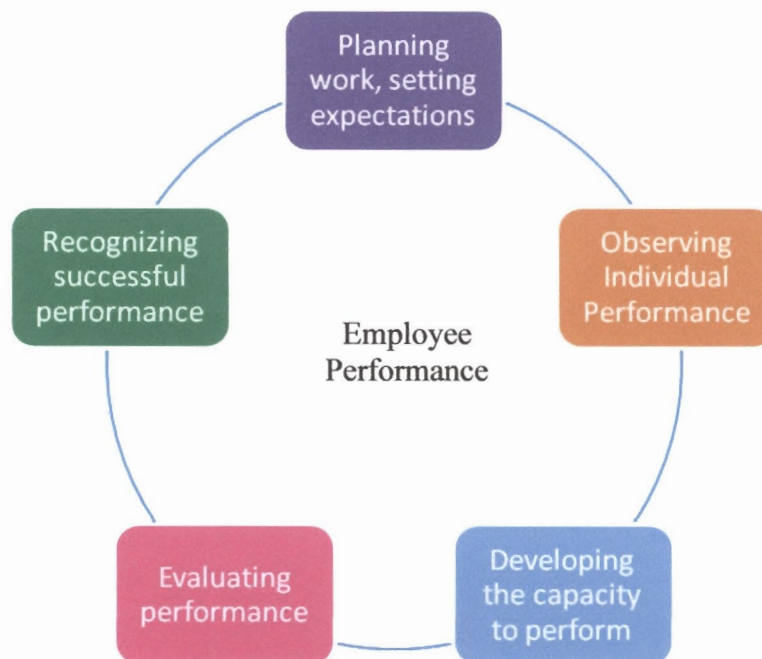 Planning
work, setting
expectations
Observing
Individual
Performance
Developing
the capacity
to perform
Evaluating
performance
Recognizing
successful
performance
Employee
Performance